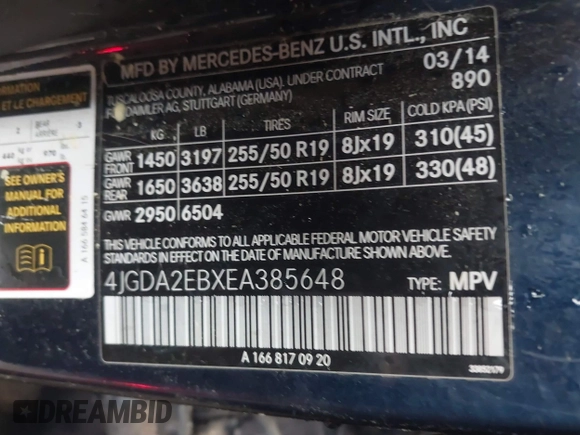 MFD BY MERCEDES-BENZ U.S. INTL., INC
TUSCALOOSA COUNTY, ALABAMA (USA), UNDER CONTRACT
FOR DAIMLER AG, STUTTGART (GERMANY)
03/14
890
KG LB TIRES RIM SIZE COLD KPA (PSI)
GAWR FRONT 1450 3197 255/50 R19 8Jx19 310(45)
GAWR REAR 1650 3638 255/50 R19 8Jx19 330(48)
GVWR 2950 6504
THIS VEHICLE CONFORMS TO ALL APPLICABLE FEDERAL MOTOR VEHICLE SAFETY
STANDARDS IN EFFECT ON THE DATE OF MANUFACTURE SHOWN ABOVE.
4JGDA2EBXEA385648 TYPE: MPV
A 166 817 09 20
ET LE CHARGEMENT
SEE OWNER'S
MANUAL FOR
ADDITIONAL
INFORMATION
A 166 584 64 15
DREAMBID